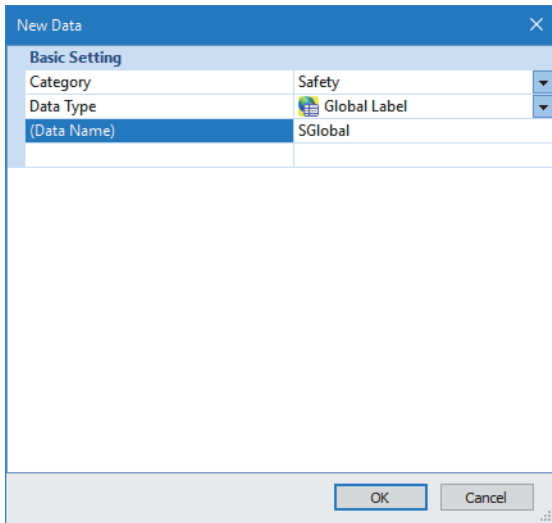 New Data
Basic Setting
Category Safety
Data Type Global Label
(Data Name) SGlobal
OK Cancel